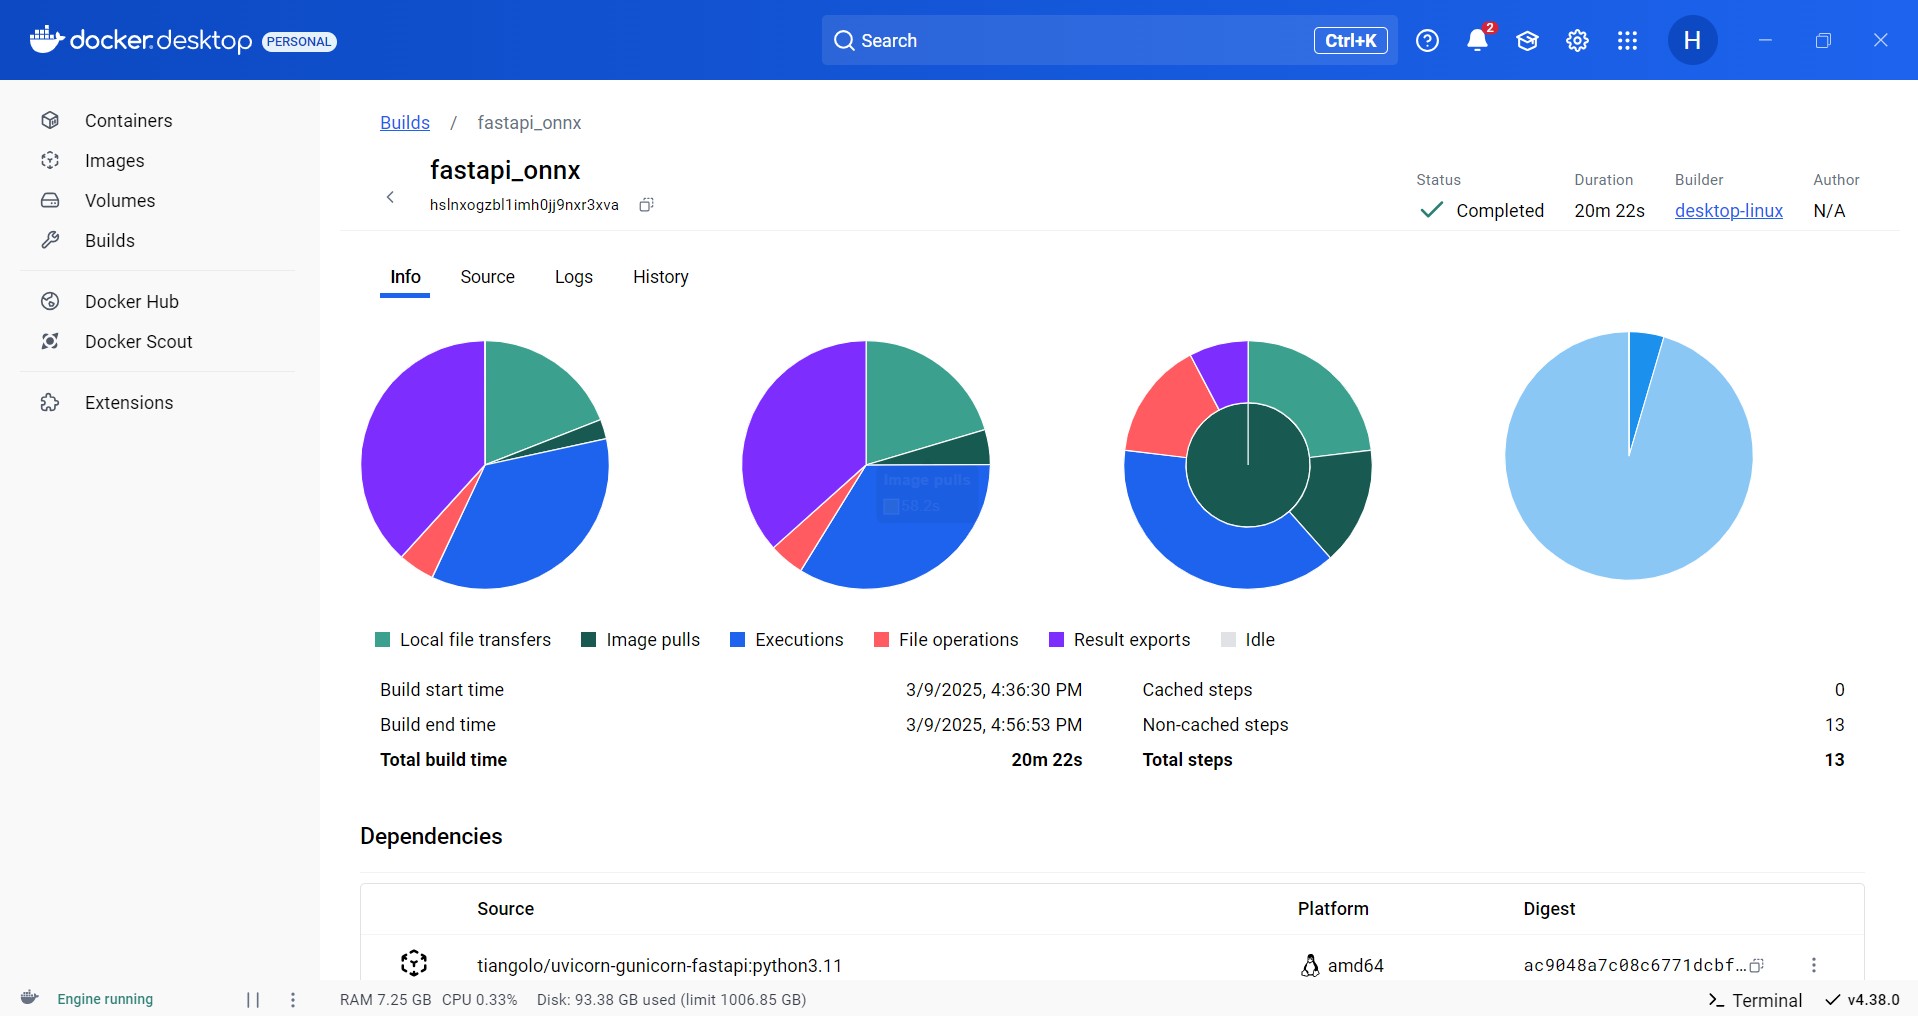 docker.desktop PERSONAL
Search
Ctrl+K
2
H
Containers
Images
Volumes
Builds
Docker Hub
Docker Scout
Extensions
Builds / fastapi_onnx
fastapi_onnx
hslnxogzbl1imh0jj9nxr3xva
Status
Completed
Duration
20m 22s
Builder
desktop-linux
Author
N/A
Info Source Logs History
Image pulls
58.2s
Local file transfers Image pulls Executions File operations Result exports Idle
Build start time 3/9/2025, 4:36:30 PM
Build end time 3/9/2025, 4:56:53 PM
Total build time 20m 22s
Cached steps 0
Non-cached steps 13
Total steps 13
Dependencies
Source Platform Digest
tiangolo/uvicorn-gunicorn-fastapi:python3.11 amd64 ac9048a7c08c6771dcbf…
Engine running
RAM 7.25 GB CPU 0.33% Disk: 93.38 GB used (limit 1006.85 GB)
Terminal
v4.38.0